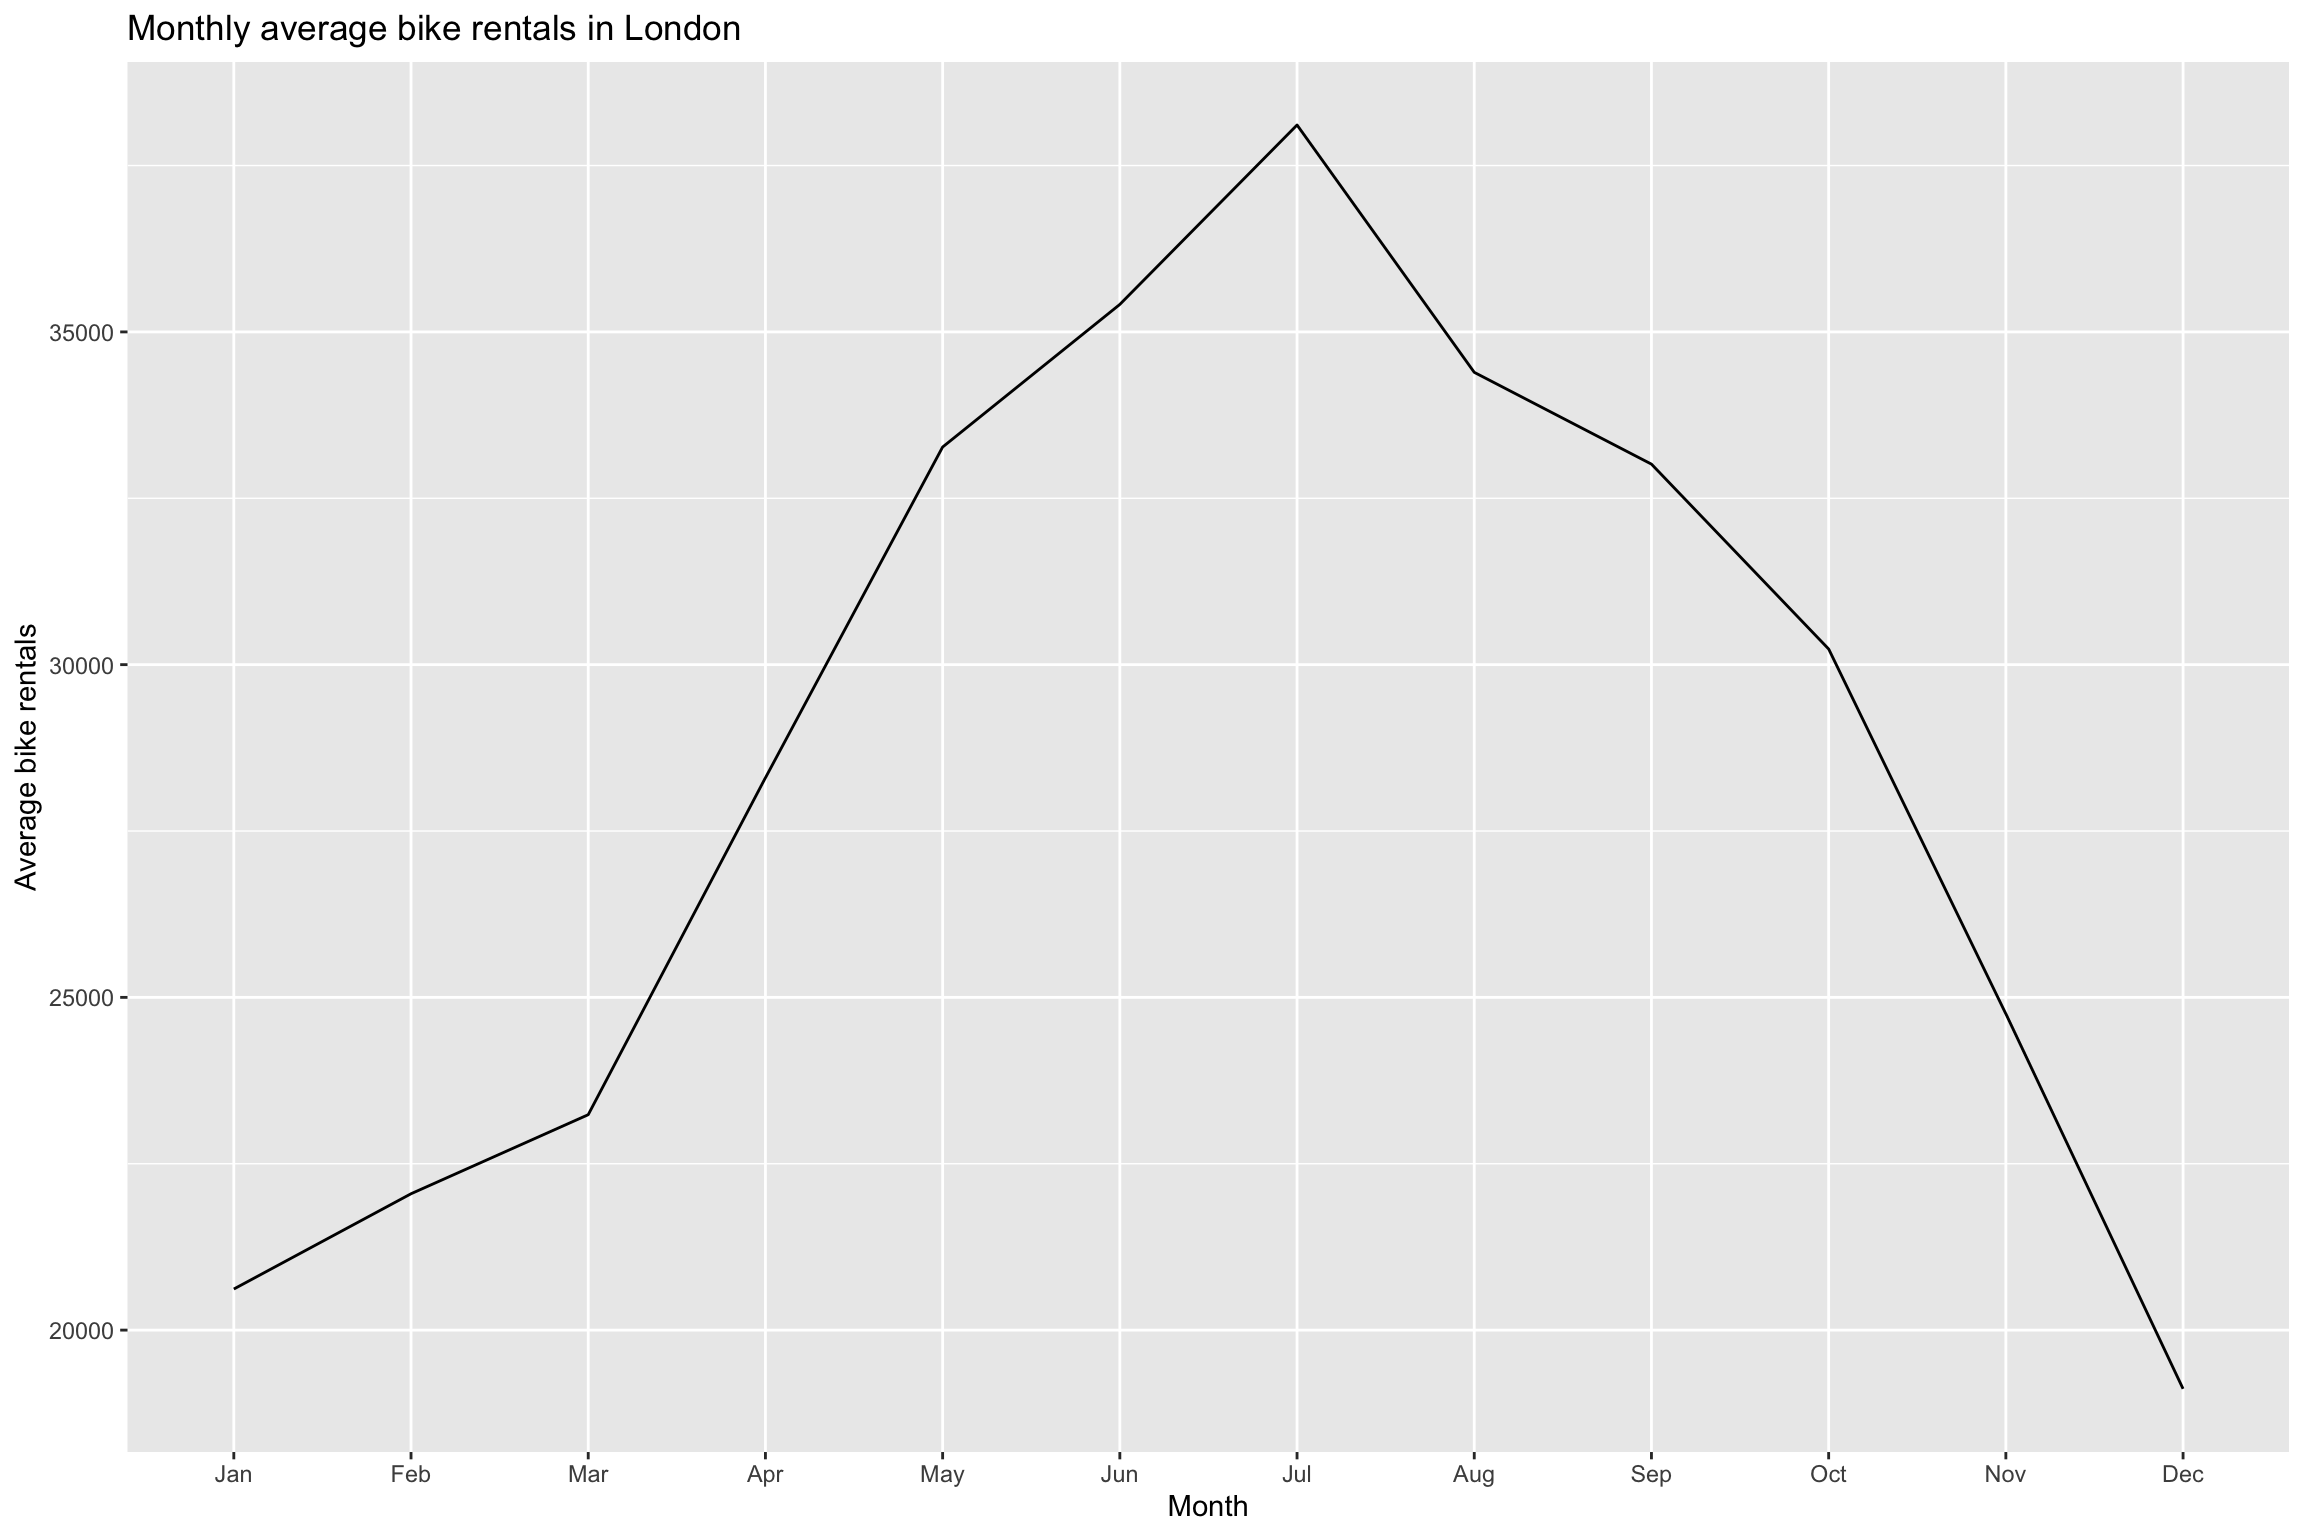 Monthly average bike rentals in London
Average bike rentals
35000
30000
25000
20000
Jan Feb Mar Apr May Jun Jul Aug Sep Oct Nov Dec
Month